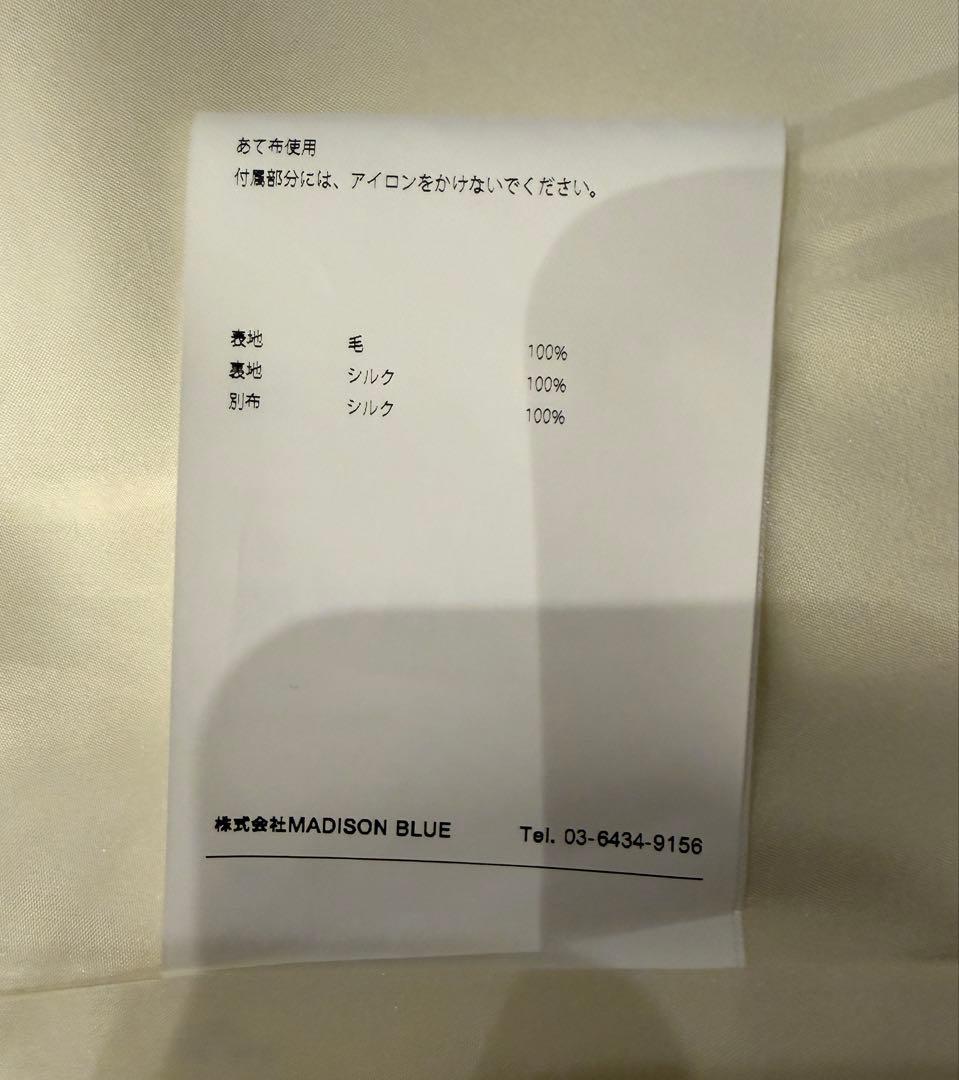 あて布使用
付属部分には、アイロンをかけないでください。
表地 毛 100%
裏地 シルク 100%
別布 シルク 100%
株式会社MADISON BLUE Tel. 03-6434-9156